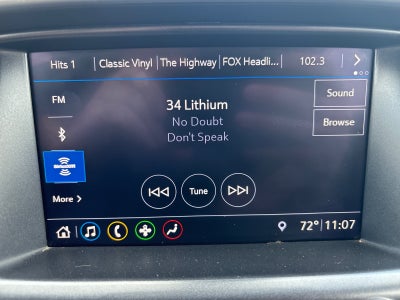 Hits 1 | Classic Vinyl | The Highway | FOX Headli... | 102.3
FM
34 Lithium
Sound
No Doubt
Browse
Don't Speak
More >
Tune
72° 11:07